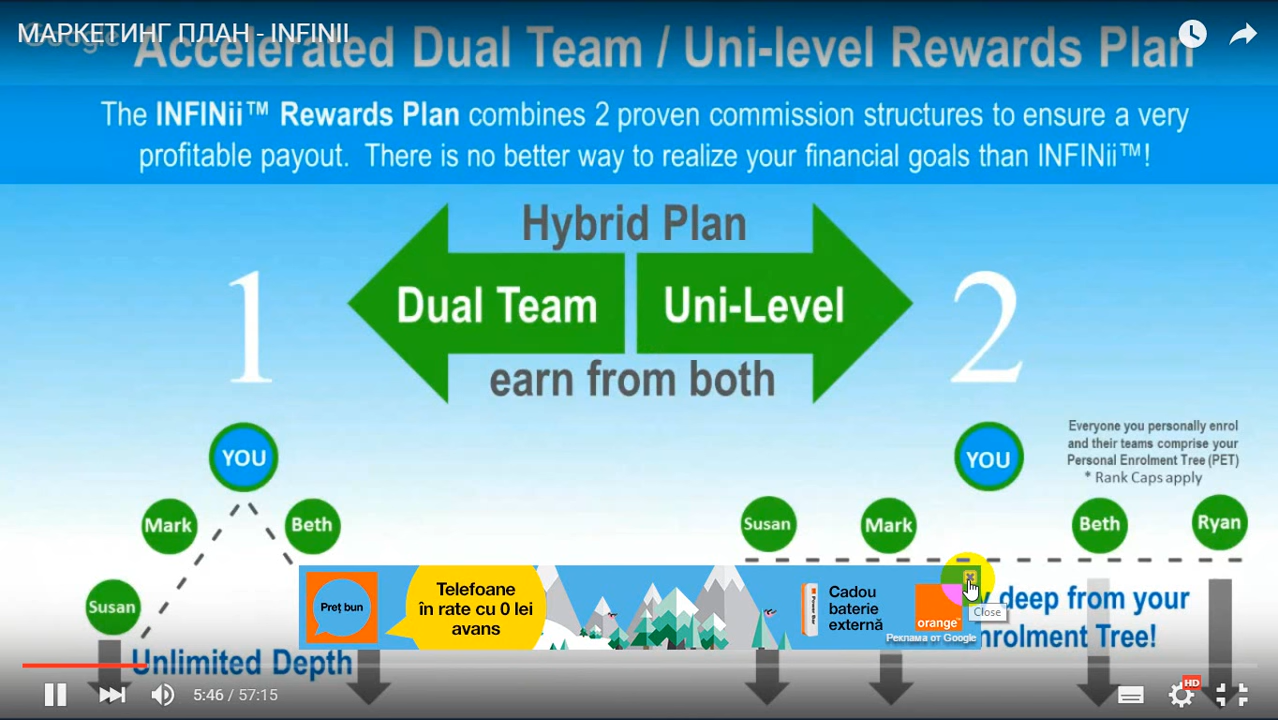 МАРКЕТИНГ ПЛАН - INFINII
Google
Accelerated Dual Team / Uni-level Rewards Plan
The INFINii™ Rewards Plan combines 2 proven commission structures to ensure a very
profitable payout. There is no better way to realize your financial goals than INFINii™!
Hybrid Plan
1
Dual Team
Uni-Level
2
earn from both
YOU
YOU
Everyone you personally enrol
and their teams comprise your
Personal Enrolment Tree (PET)
* Rank Caps apply
Mark
Beth
Susan
Mark
Beth
Ryan
Susan
Preț bun
Telefoane
în rate cu 0 lei
avans
Power Bar
Cadou
baterie
externă
orange™
Реклама от Google
Close
deep from your
nrolment Tree!
Unlimited Depth
5:46 / 57:15
HD